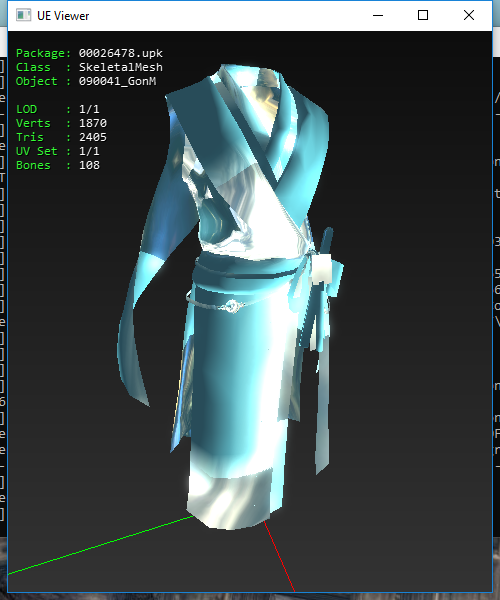 UE Viewer
Package: 00026478.upk
Class : SkeletalMesh
Object : 090041_GonM
LOD : 1/1
Verts : 1870
Tris : 2405
UV Set : 1/1
Bones : 108